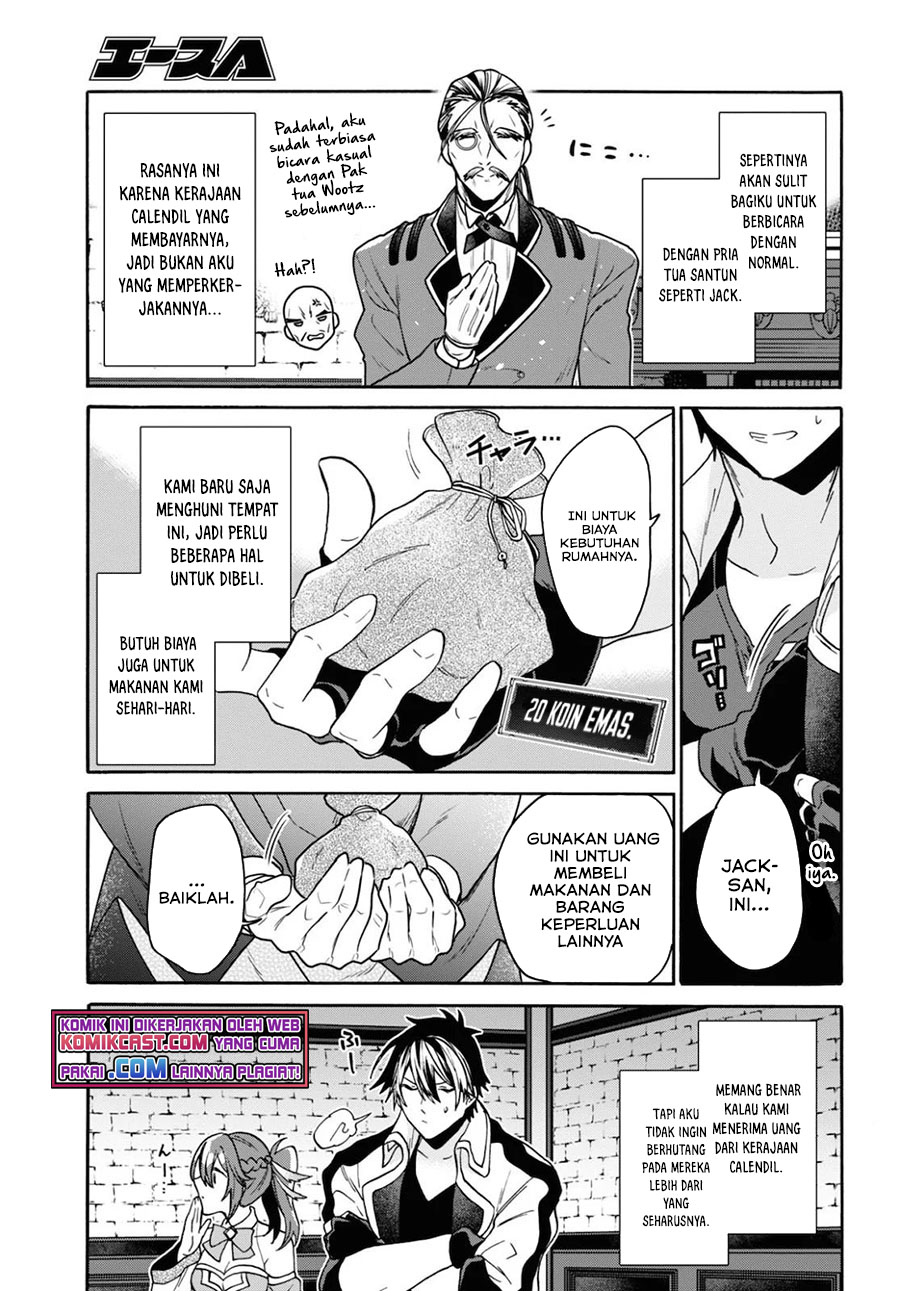 エースA
SEPERTINYA
AKAN SULIT
BAGIKU UNTUK
BERBICARA
DENGAN
NORMAL.
DENGAN PRIA
TUA SANTUN
SEPERTI JACK.
にこ…
Padahal, aku
sudah terbiasa
bicara kasual
dengan Pak
tua Wootz
sebelumnya...
Hah?!
RASANYA INI
KARENA KERAJAAN
CALENDIL YANG
MEMBAYARNYA,
JADI BUKAN AKU
YANG MEMPERKER-
JAKANNYA...
ゴソ…
Oh
iya.
JACK-
SAN,
INI...
チャラ…
INI UNTUK
BIAYA
KEBUTUHAN
RUMAHNYA.
20 KOIN EMAS.
KAMI BARU SAJA
MENGHUNI TEMPAT
INI, JADI PERLU
BEBERAPA HAL
UNTUK DIBELI.
BUTUH BIAYA
JUGA UNTUK
MAKANAN KAMI
SEHARI-HARI.
GUNAKAN UANG
INI UNTUK
MEMBELI
MAKANAN DAN
BARANG
KEPERLUAN
LAINNYA
...
BAIKLAH.
MEMANG BENAR
KALAU KAMI
MENERIMA UANG
DARI KERAJAAN
CALENDIL.
TAPI AKU
TIDAK INGIN
BERHUTANG
PADA MEREKA
LEBIH DARI
YANG
SEHARUSNYA.
ふぅ
んー
KOMIK INI DIKERJAKAN OLEH WEB
KOMIKCAST.COM YANG CUMA
PAKAI .COM LAINNYA PLAGIAT!